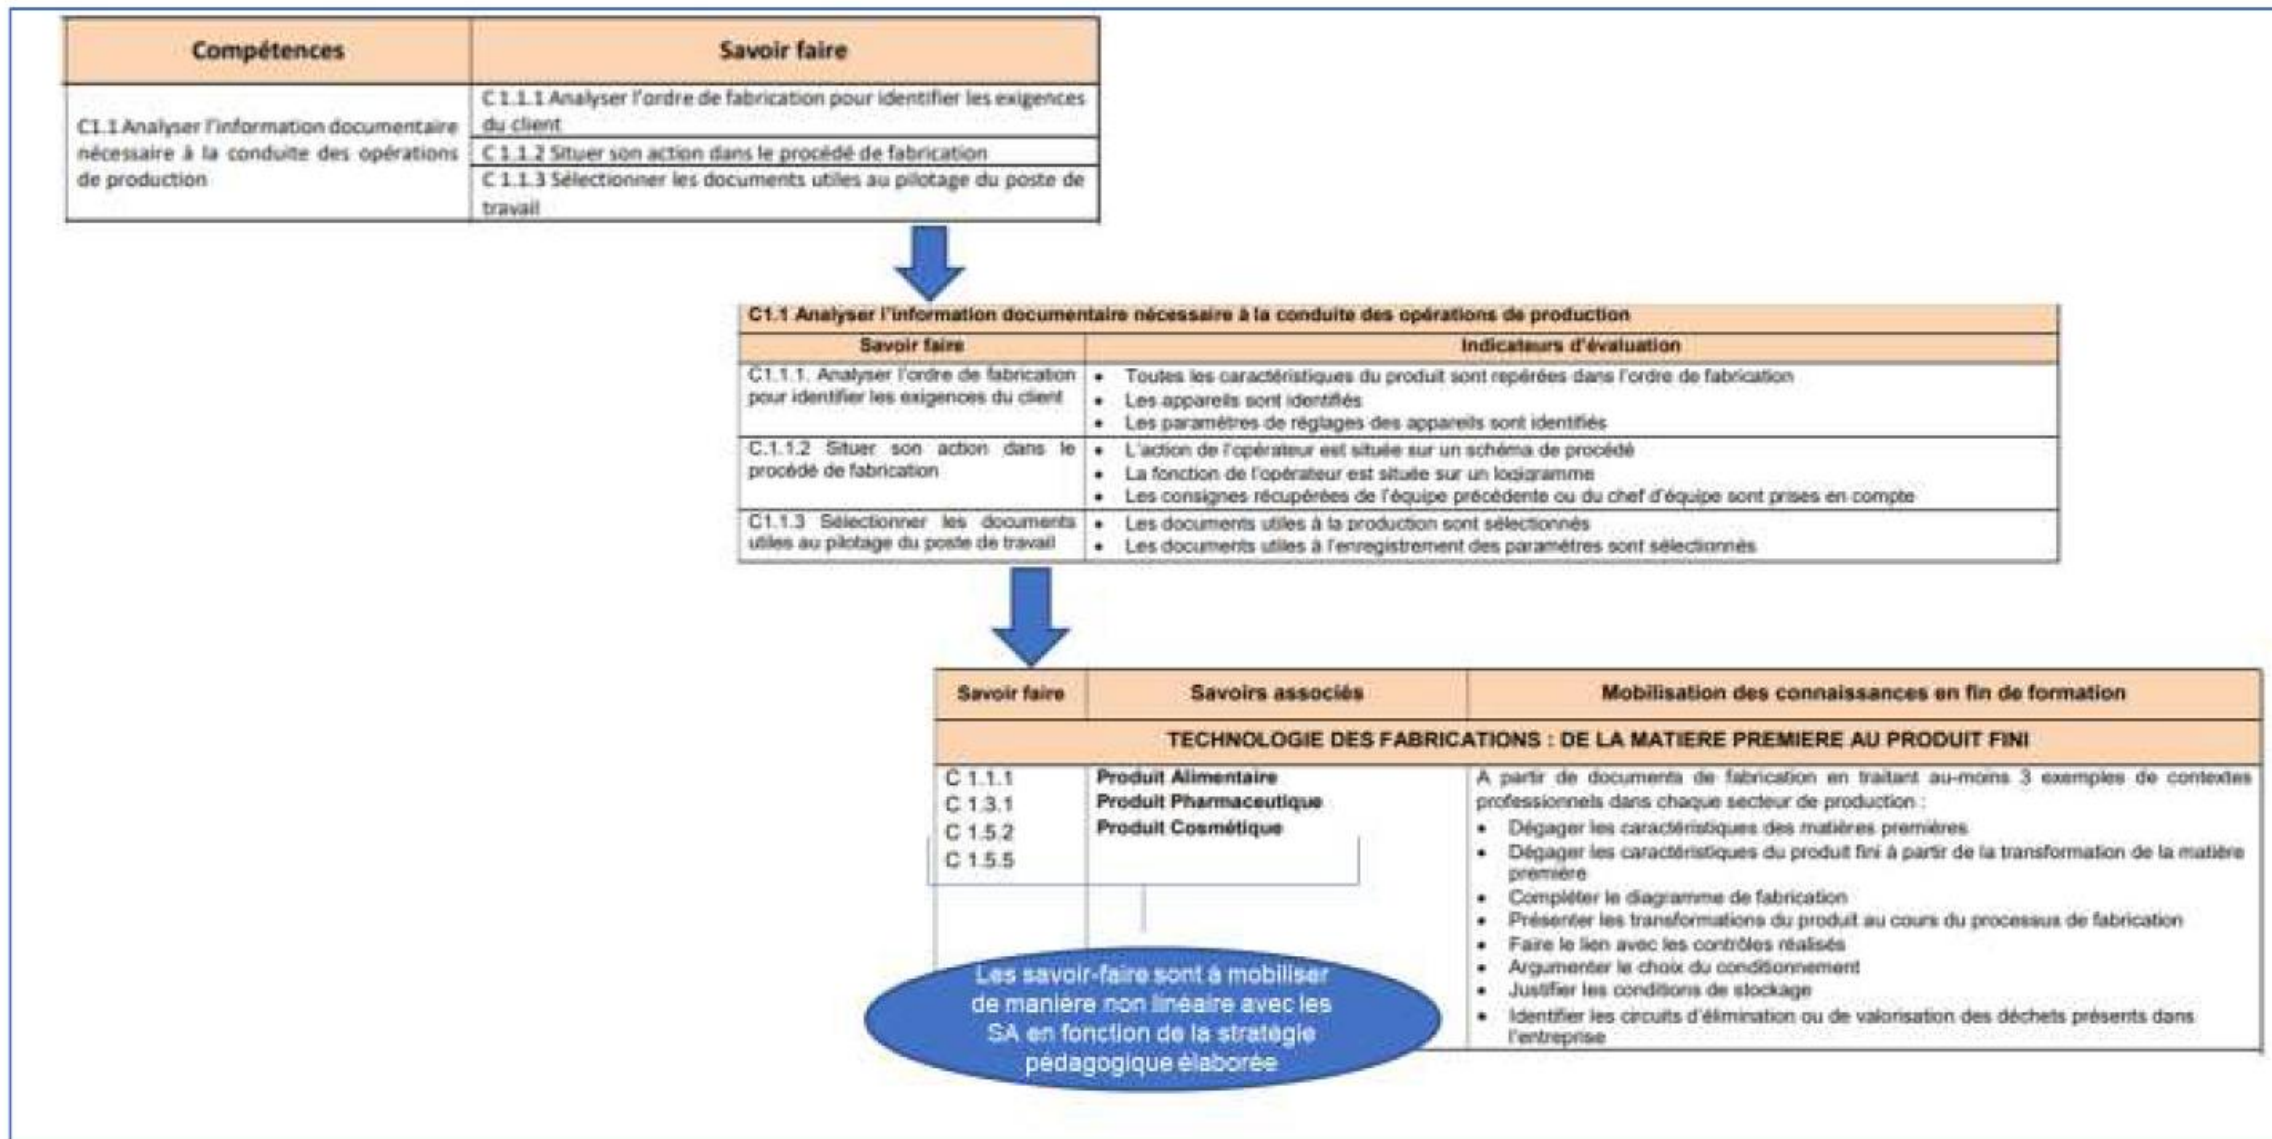 Compétences
Savoir faire
C1.1 Analyser l'information documentaire
nécessaire à la conduite des opérations
de production
C 1.1.1 Analyser l'ordre de fabrication pour identifier les exigences
du client
C 1.1.2 Situer son action dans le procédé de fabrication
C 1.1.3 Sélectionner les documents utiles au pilotage du poste de
travail
C1.1 Analyser l'information documentaire nécessaire à la conduite des opérations de production
Savoir faire
Indicateurs d'évaluation
C1.1.1. Analyser l'ordre de fabrication
pour identifier les exigences du client
• Toutes les caractéristiques du produit sont repérées dans l'ordre de fabrication
• Les appareils sont identifiés
• Les paramètres de réglages des appareils sont identifiés
C.1.1.2 Situer son action dans le
procédé de fabrication
• L'action de l'opérateur est située sur un schéma de procédé
• La fonction de l'opérateur est située sur un logigramme
• Les consignes récupérées de l'équipe précédente ou du chef d'équipe sont prises en compte
C1.1.3 Sélectionner les documents
utiles au pilotage du poste de travail
• Les documents utiles à la production sont sélectionnés
• Les documents utiles à l'enregistrement des paramètres sont sélectionnés
Savoir faire
Savoirs associés
Mobilisation des connaissances en fin de formation
TECHNOLOGIE DES FABRICATIONS : DE LA MATIERE PREMIERE AU PRODUIT FINI
C 1.1.1
C 1.3.1
C 1.5.2
C 1.5.5
Produit Alimentaire
Produit Pharmaceutique
Produit Cosmétique
A partir de documents de fabrication en traitant au-moins 3 exemples de contextes
professionnels dans chaque secteur de production :
• Dégager les caractéristiques des matières premières
• Dégager les caractéristiques du produit fini à partir de la transformation de la matière
première
• Compléter le diagramme de fabrication
• Présenter les transformations du produit au cours du processus de fabrication
• Faire le lien avec les contrôles réalisés
• Argumenter le choix du conditionnement
• Justifier les conditions de stockage
• Identifier les circuits d'élimination ou de valorisation des déchets présents dans
l'entreprise
Les savoir-faire sont à mobiliser
de manière non linéaire avec les
SA en fonction de la stratégie
pédagogique élaborée